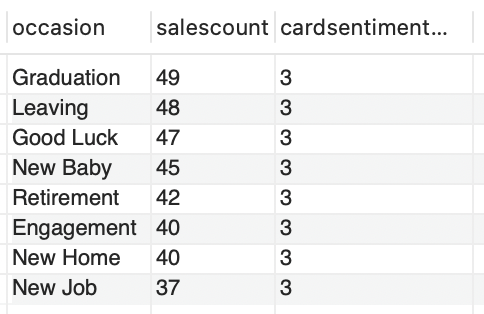 occasion salescount cardsentiment...
Graduation 49 3
Leaving 48 3
Good Luck 47 3
New Baby 45 3
Retirement 42 3
Engagement 40 3
New Home 40 3
New Job 37 3